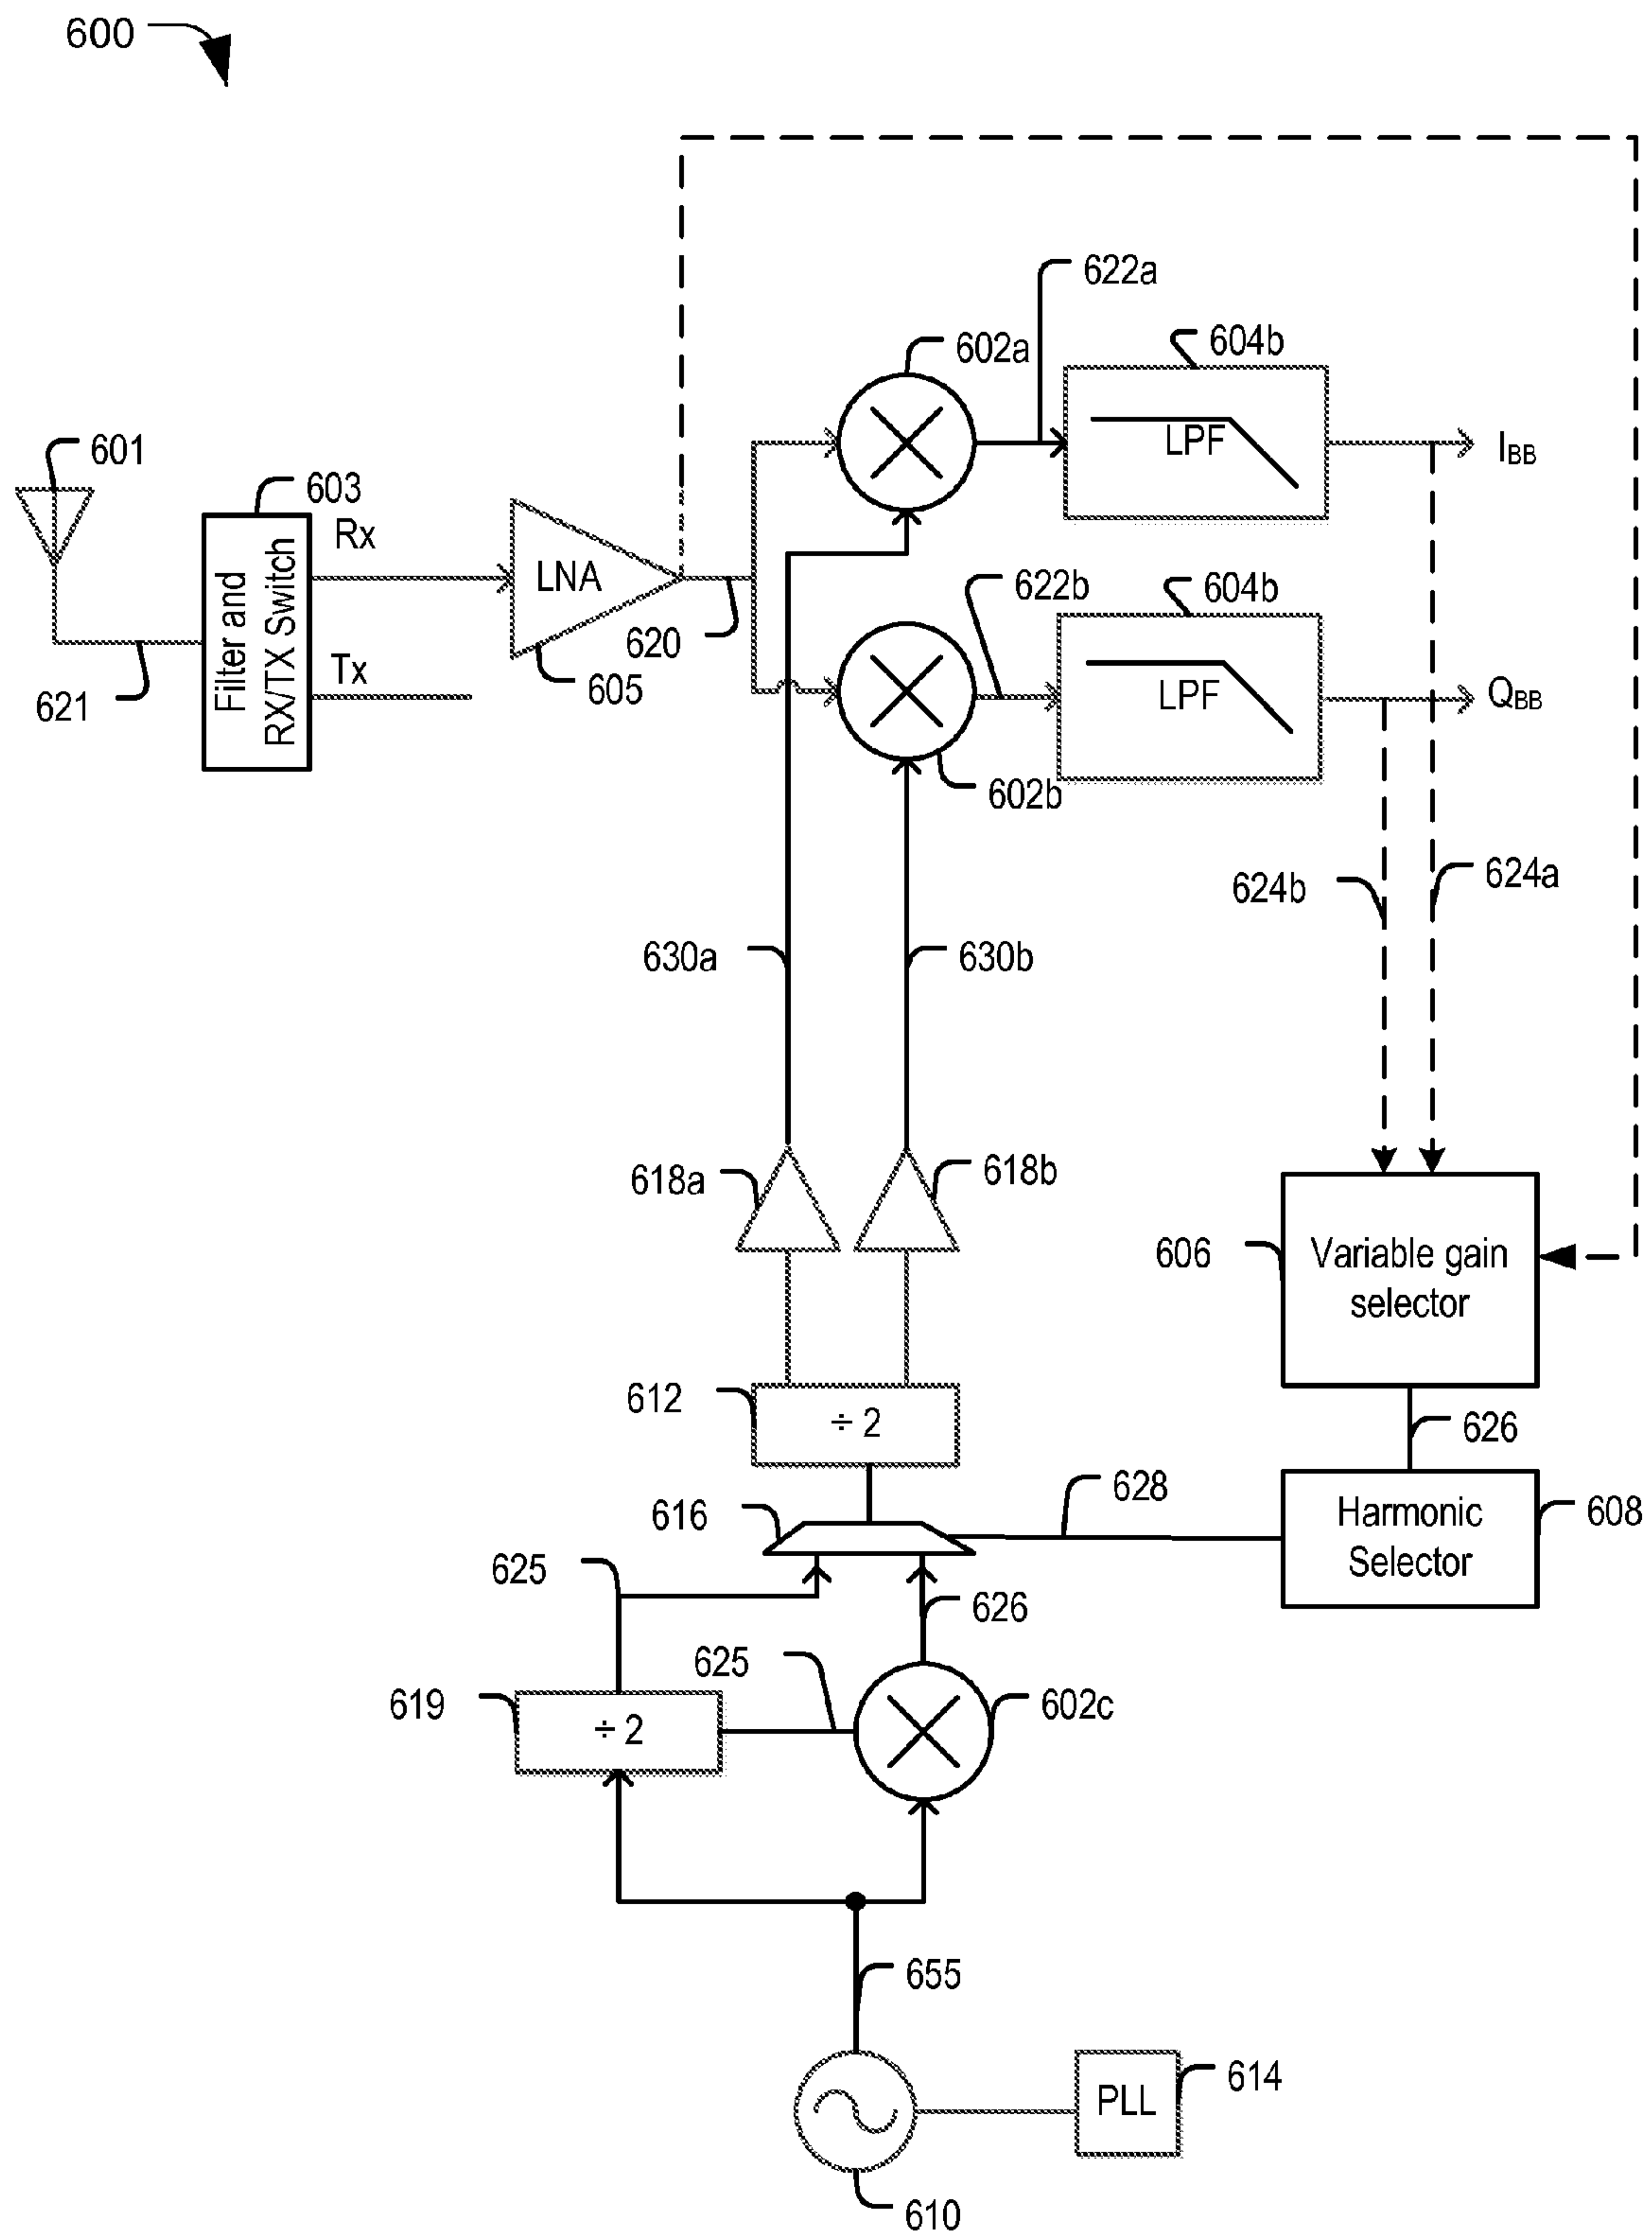 600
622a
602a
604b
601
603
Rx
LPF
I_BB
Filter and
RX/TX Switch
LNA
622b
604b
620
Tx
605
621
LPF
Q_BB
602b
624b
624a
630a
630b
618a
618b
606
Variable gain
selector
612
÷ 2
626
628
616
Harmonic
Selector
608
625
626
625
619
÷ 2
602c
655
PLL
614
610